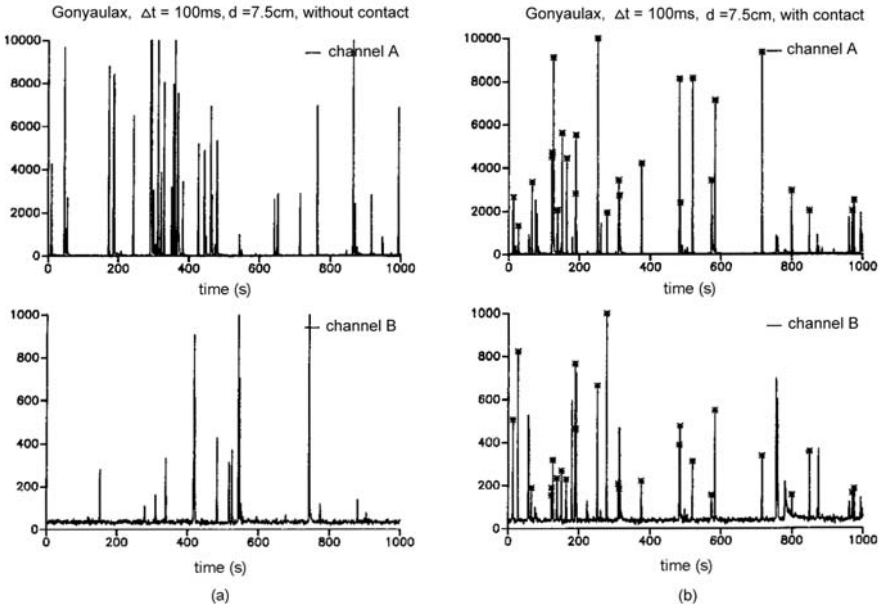 Gonyaulax, Δt = 100ms, d =7.5cm, without contact
10000
8000
6000
4000
2000
0
channel A
0 200 400 600 800 1000
time (s)
1000
800
600
400
200
0
channel B
0 200 400 600 800 1000
time (s)
(a)
Gonyaulax, Δt = 100ms, d =7.5cm, with contact
10000
8000
6000
4000
2000
0
channel A
0 200 400 600 800 1000
time (s)
1000
800
600
400
200
0
channel B
0 200 400 600 800 1000
time (s)
(b)